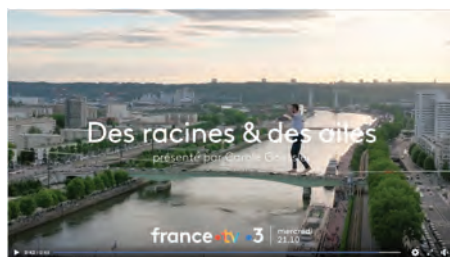 Des racines & des ailes
présenté par Carole Gaessler
france•tv•3
mercredi
21.10